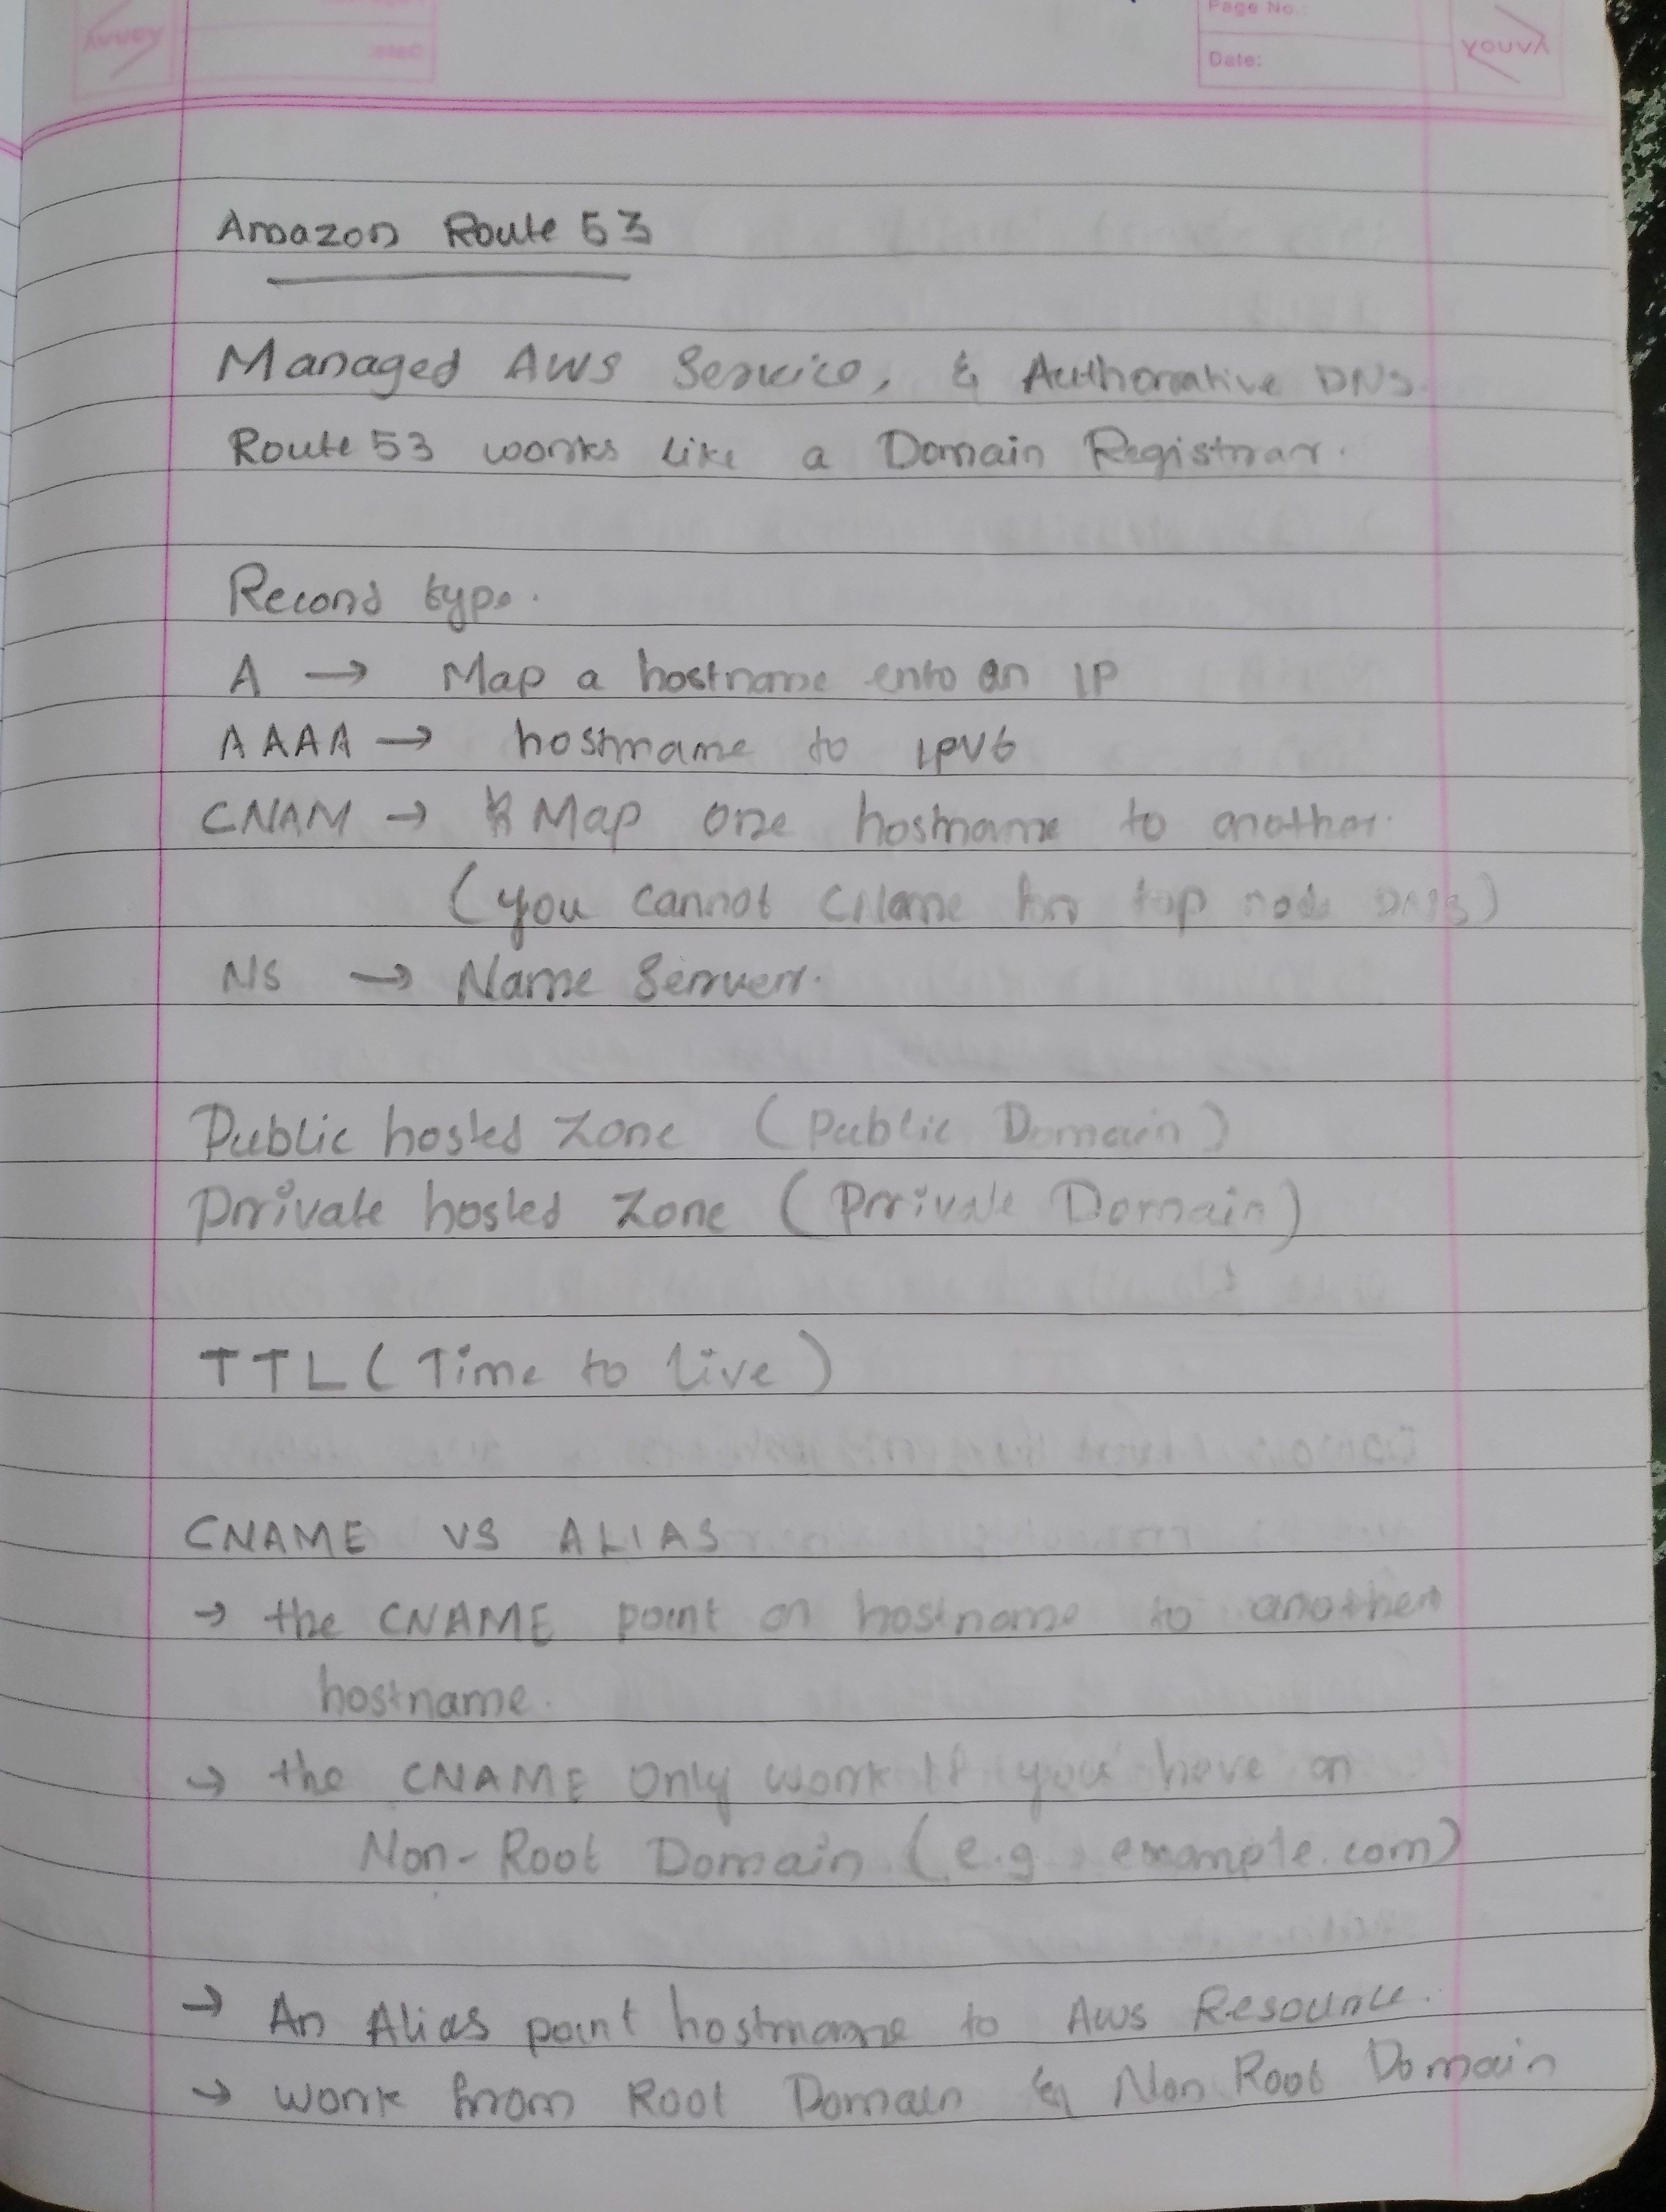 Page No.:
Date:
YOUVA
Amazon Route 53
Managed AWS Service, & Authorative DNS.
Route 53 works like a Domain Registrar.
Record type.
A → Map a hostname into an IP
AAAA → hostname to IPV6
CNAM → Map one hostname to another.
(you cannot CName for top node DNS)
NS → Name Server.
Public hosted Zone (Public Domain)
Private hosted Zone (Private Domain)
TTL (Time to live)
CNAME VS ALIAS
→ the CNAME point a hostname to another
hostname.
→ the CNAME only work If you have an
Non-Root Domain (e.g. example.com)
→ An Alias point hostname to Aws Resource.
→ work from Root Domain & Non Root Domain